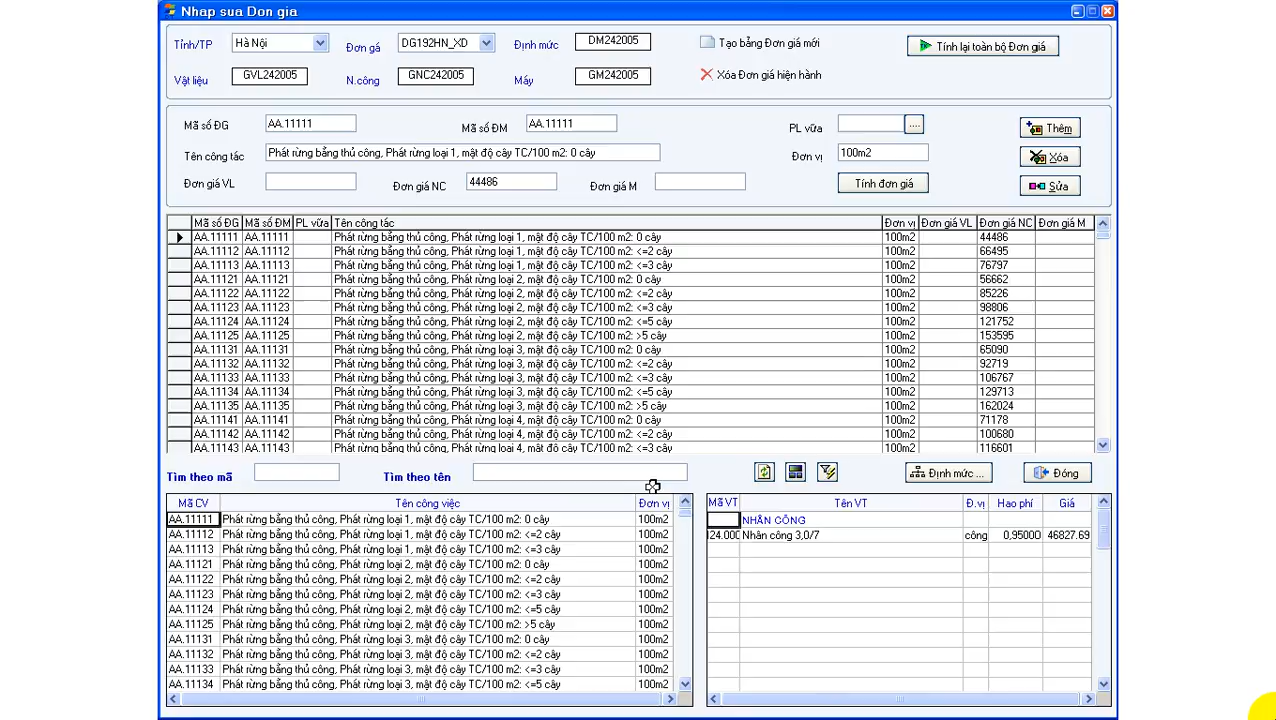 Nhap sua Don gia
Tỉnh/TP Hà Nội Đơn gá DG192HN_XD Định mức DM242005 Tạo bảng Đơn giá mới Tính lại toàn bộ Đơn giá
Vật liệu GVL242005 N.công GNC242005 Máy GM242005 Xóa Đơn giá hiện hành
Mã số ĐG AA.11111 Mã số ĐM AA.11111 PL vữa .... Thêm
Tên công tác Phát rừng bằng thủ công, Phát rừng loại 1, mật độ cây TC/100 m2: 0 cây Đơn vị 100m2 Xóa
Đơn giá VL Đơn giá NC 44486 Đơn giá M Tính đơn giá Sửa
Mã số ĐG Mã số ĐM PL vữa Tên công tác Đơn vị Đơn giá VL Đơn giá NC Đơn giá M
AA.11111 AA.11111 Phát rừng bằng thủ công, Phát rừng loại 1, mật độ cây TC/100 m2: 0 cây 100m2 44486
AA.11112 AA.11112 Phát rừng bằng thủ công, Phát rừng loại 1, mật độ cây TC/100 m2: <=2 cây 100m2 66495
AA.11113 AA.11113 Phát rừng bằng thủ công, Phát rừng loại 1, mật độ cây TC/100 m2: <=3 cây 100m2 76797
AA.11121 AA.11121 Phát rừng bằng thủ công, Phát rừng loại 2, mật độ cây TC/100 m2: 0 cây 100m2 56662
AA.11122 AA.11122 Phát rừng bằng thủ công, Phát rừng loại 2, mật độ cây TC/100 m2: <=2 cây 100m2 85226
AA.11123 AA.11123 Phát rừng bằng thủ công, Phát rừng loại 2, mật độ cây TC/100 m2: <=3 cây 100m2 98806
AA.11124 AA.11124 Phát rừng bằng thủ công, Phát rừng loại 2, mật độ cây TC/100 m2: <=5 cây 100m2 121752
AA.11125 AA.11125 Phát rừng bằng thủ công, Phát rừng loại 2, mật độ cây TC/100 m2: >5 cây 100m2 153595
AA.11131 AA.11131 Phát rừng bằng thủ công, Phát rừng loại 3, mật độ cây TC/100 m2: 0 cây 100m2 65090
AA.11132 AA.11132 Phát rừng bằng thủ công, Phát rừng loại 3, mật độ cây TC/100 m2: <=2 cây 100m2 92719
AA.11133 AA.11133 Phát rừng bằng thủ công, Phát rừng loại 3, mật độ cây TC/100 m2: <=3 cây 100m2 106767
AA.11134 AA.11134 Phát rừng bằng thủ công, Phát rừng loại 3, mật độ cây TC/100 m2: <=5 cây 100m2 129713
AA.11135 AA.11135 Phát rừng bằng thủ công, Phát rừng loại 3, mật độ cây TC/100 m2: >5 cây 100m2 162024
AA.11141 AA.11141 Phát rừng bằng thủ công, Phát rừng loại 4, mật độ cây TC/100 m2: 0 cây 100m2 71178
AA.11142 AA.11142 Phát rừng bằng thủ công, Phát rừng loại 4, mật độ cây TC/100 m2: <=2 cây 100m2 100680
AA.11143 AA.11143 Phát rừng bằng thủ công, Phát rừng loại 4, mật độ cây TC/100 m2: <=3 cây 100m2 116601
Tìm theo mã Tìm theo tên Định mức ... Đóng
Mã CV Tên công việc Đơn vị Mã VT Tên VT Đ.vị Hao phí Giá
AA.11111 Phát rừng bằng thủ công, Phát rừng loại 1, mật độ cây TC/100 m2: 0 cây 100m2 NHÂN CÔNG
AA.11112 Phát rừng bằng thủ công, Phát rừng loại 1, mật độ cây TC/100 m2: <=2 cây 100m2 024.000 Nhân công 3,0/7 công 0,95000 46827.69
AA.11113 Phát rừng bằng thủ công, Phát rừng loại 1, mật độ cây TC/100 m2: <=3 cây 100m2
AA.11121 Phát rừng bằng thủ công, Phát rừng loại 2, mật độ cây TC/100 m2: 0 cây 100m2
AA.11122 Phát rừng bằng thủ công, Phát rừng loại 2, mật độ cây TC/100 m2: <=2 cây 100m2
AA.11123 Phát rừng bằng thủ công, Phát rừng loại 2, mật độ cây TC/100 m2: <=3 cây 100m2
AA.11124 Phát rừng bằng thủ công, Phát rừng loại 2, mật độ cây TC/100 m2: <=5 cây 100m2
AA.11125 Phát rừng bằng thủ công, Phát rừng loại 2, mật độ cây TC/100 m2: >5 cây 100m2
AA.11131 Phát rừng bằng thủ công, Phát rừng loại 3, mật độ cây TC/100 m2: 0 cây 100m2
AA.11132 Phát rừng bằng thủ công, Phát rừng loại 3, mật độ cây TC/100 m2: <=2 cây 100m2
AA.11133 Phát rừng bằng thủ công, Phát rừng loại 3, mật độ cây TC/100 m2: <=3 cây 100m2
AA.11134 Phát rừng bằng thủ công, Phát rừng loại 3, mật độ cây TC/100 m2: <=5 cây 100m2